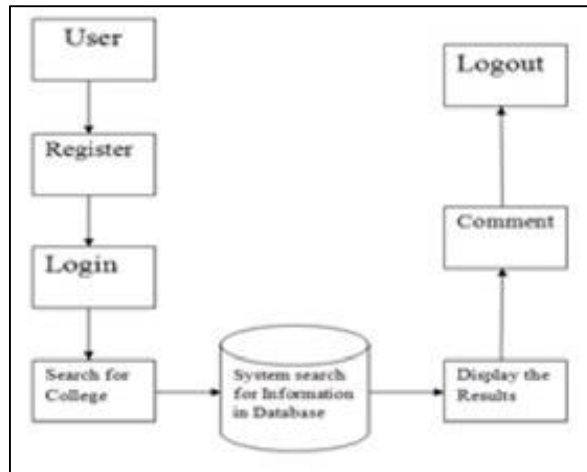 User
Register
Login
Search for
College
System search
for Information
in Database
Display the
Results
Comment
Logout